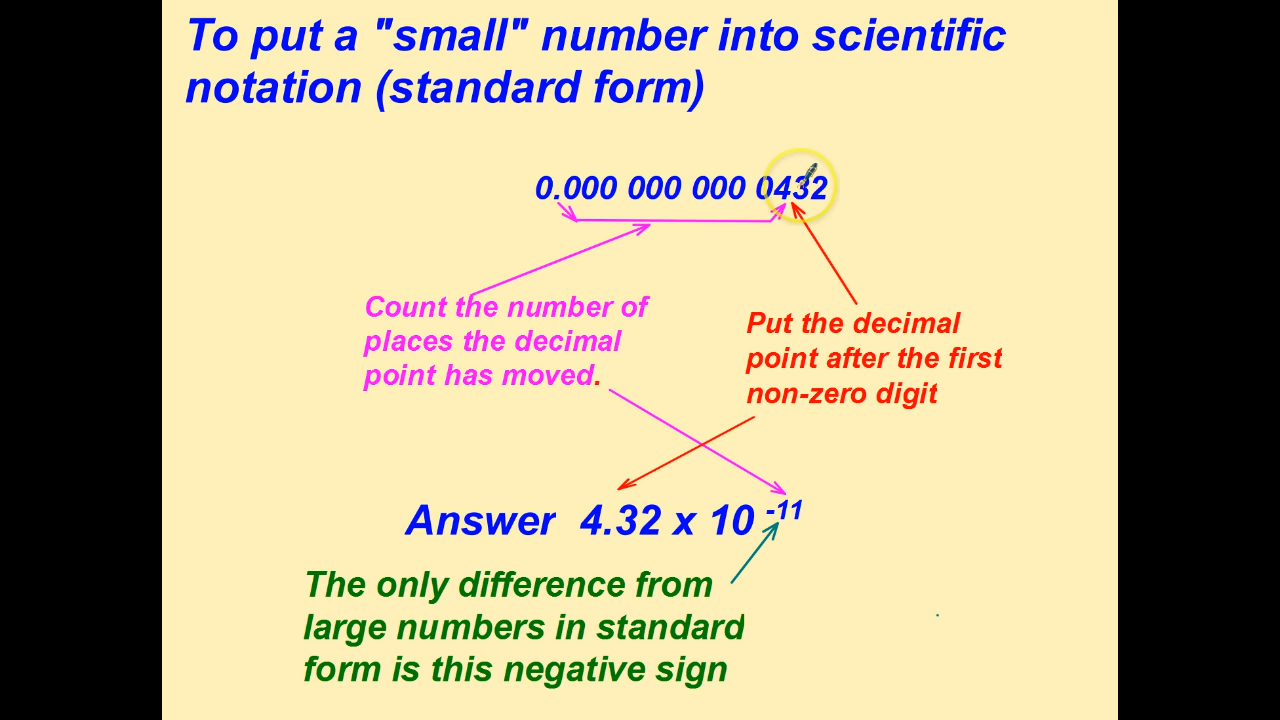 To put a "small" number into scientific
notation (standard form)
0.000 000 000 0432
Count the number of
places the decimal
point has moved.
Put the decimal
point after the first
non-zero digit
Answer 4.32 x 10 -11
The only difference from
large numbers in standard
form is this negative sign